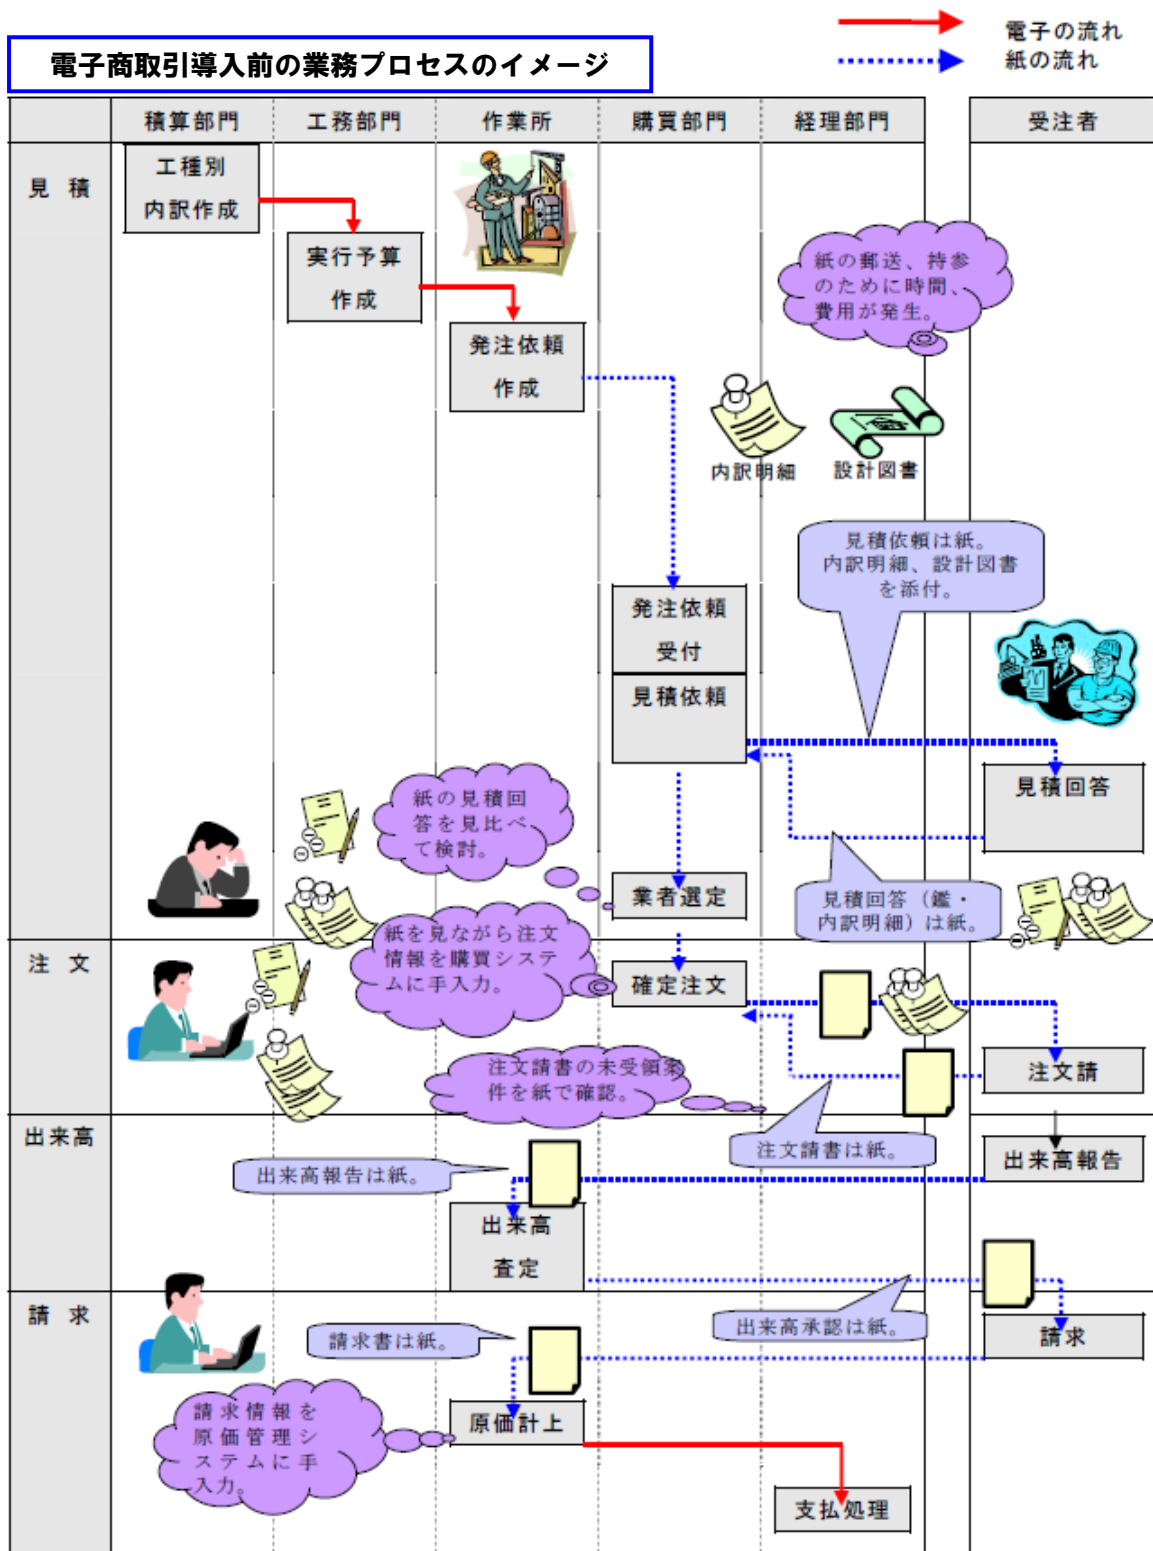 電子の流れ
紙の流れ
電子商取引導入前の業務プロセスのイメージ
積算部門
工務部門
作業所
購買部門
経理部門
受注者
見 積
工種別
内訳作成
実行予算
作成
紙の郵送、持参
のために時間、
費用が発生。
発注依頼
作成
内訳明細
設計図書
見積依頼は紙。
内訳明細、設計図書
を添付。
発注依頼
受付
見積依頼
見積回答
紙の見積回
答を見比べ
て検討。
業者選定
見積回答（鑑・
内訳明細）は紙。
注 文
紙を見ながら注文
情報を購買システ
ムに手入力。
確定注文
注文請書の未受領案
件を紙で確認。
注文請
出来高
注文請書は紙。
出来高報告
出来高報告は紙。
出来高
査定
請 求
出来高承認は紙。
請求
請求書は紙。
請求情報を
原価管理シ
ステムに手
入力。
原価計上
支払処理